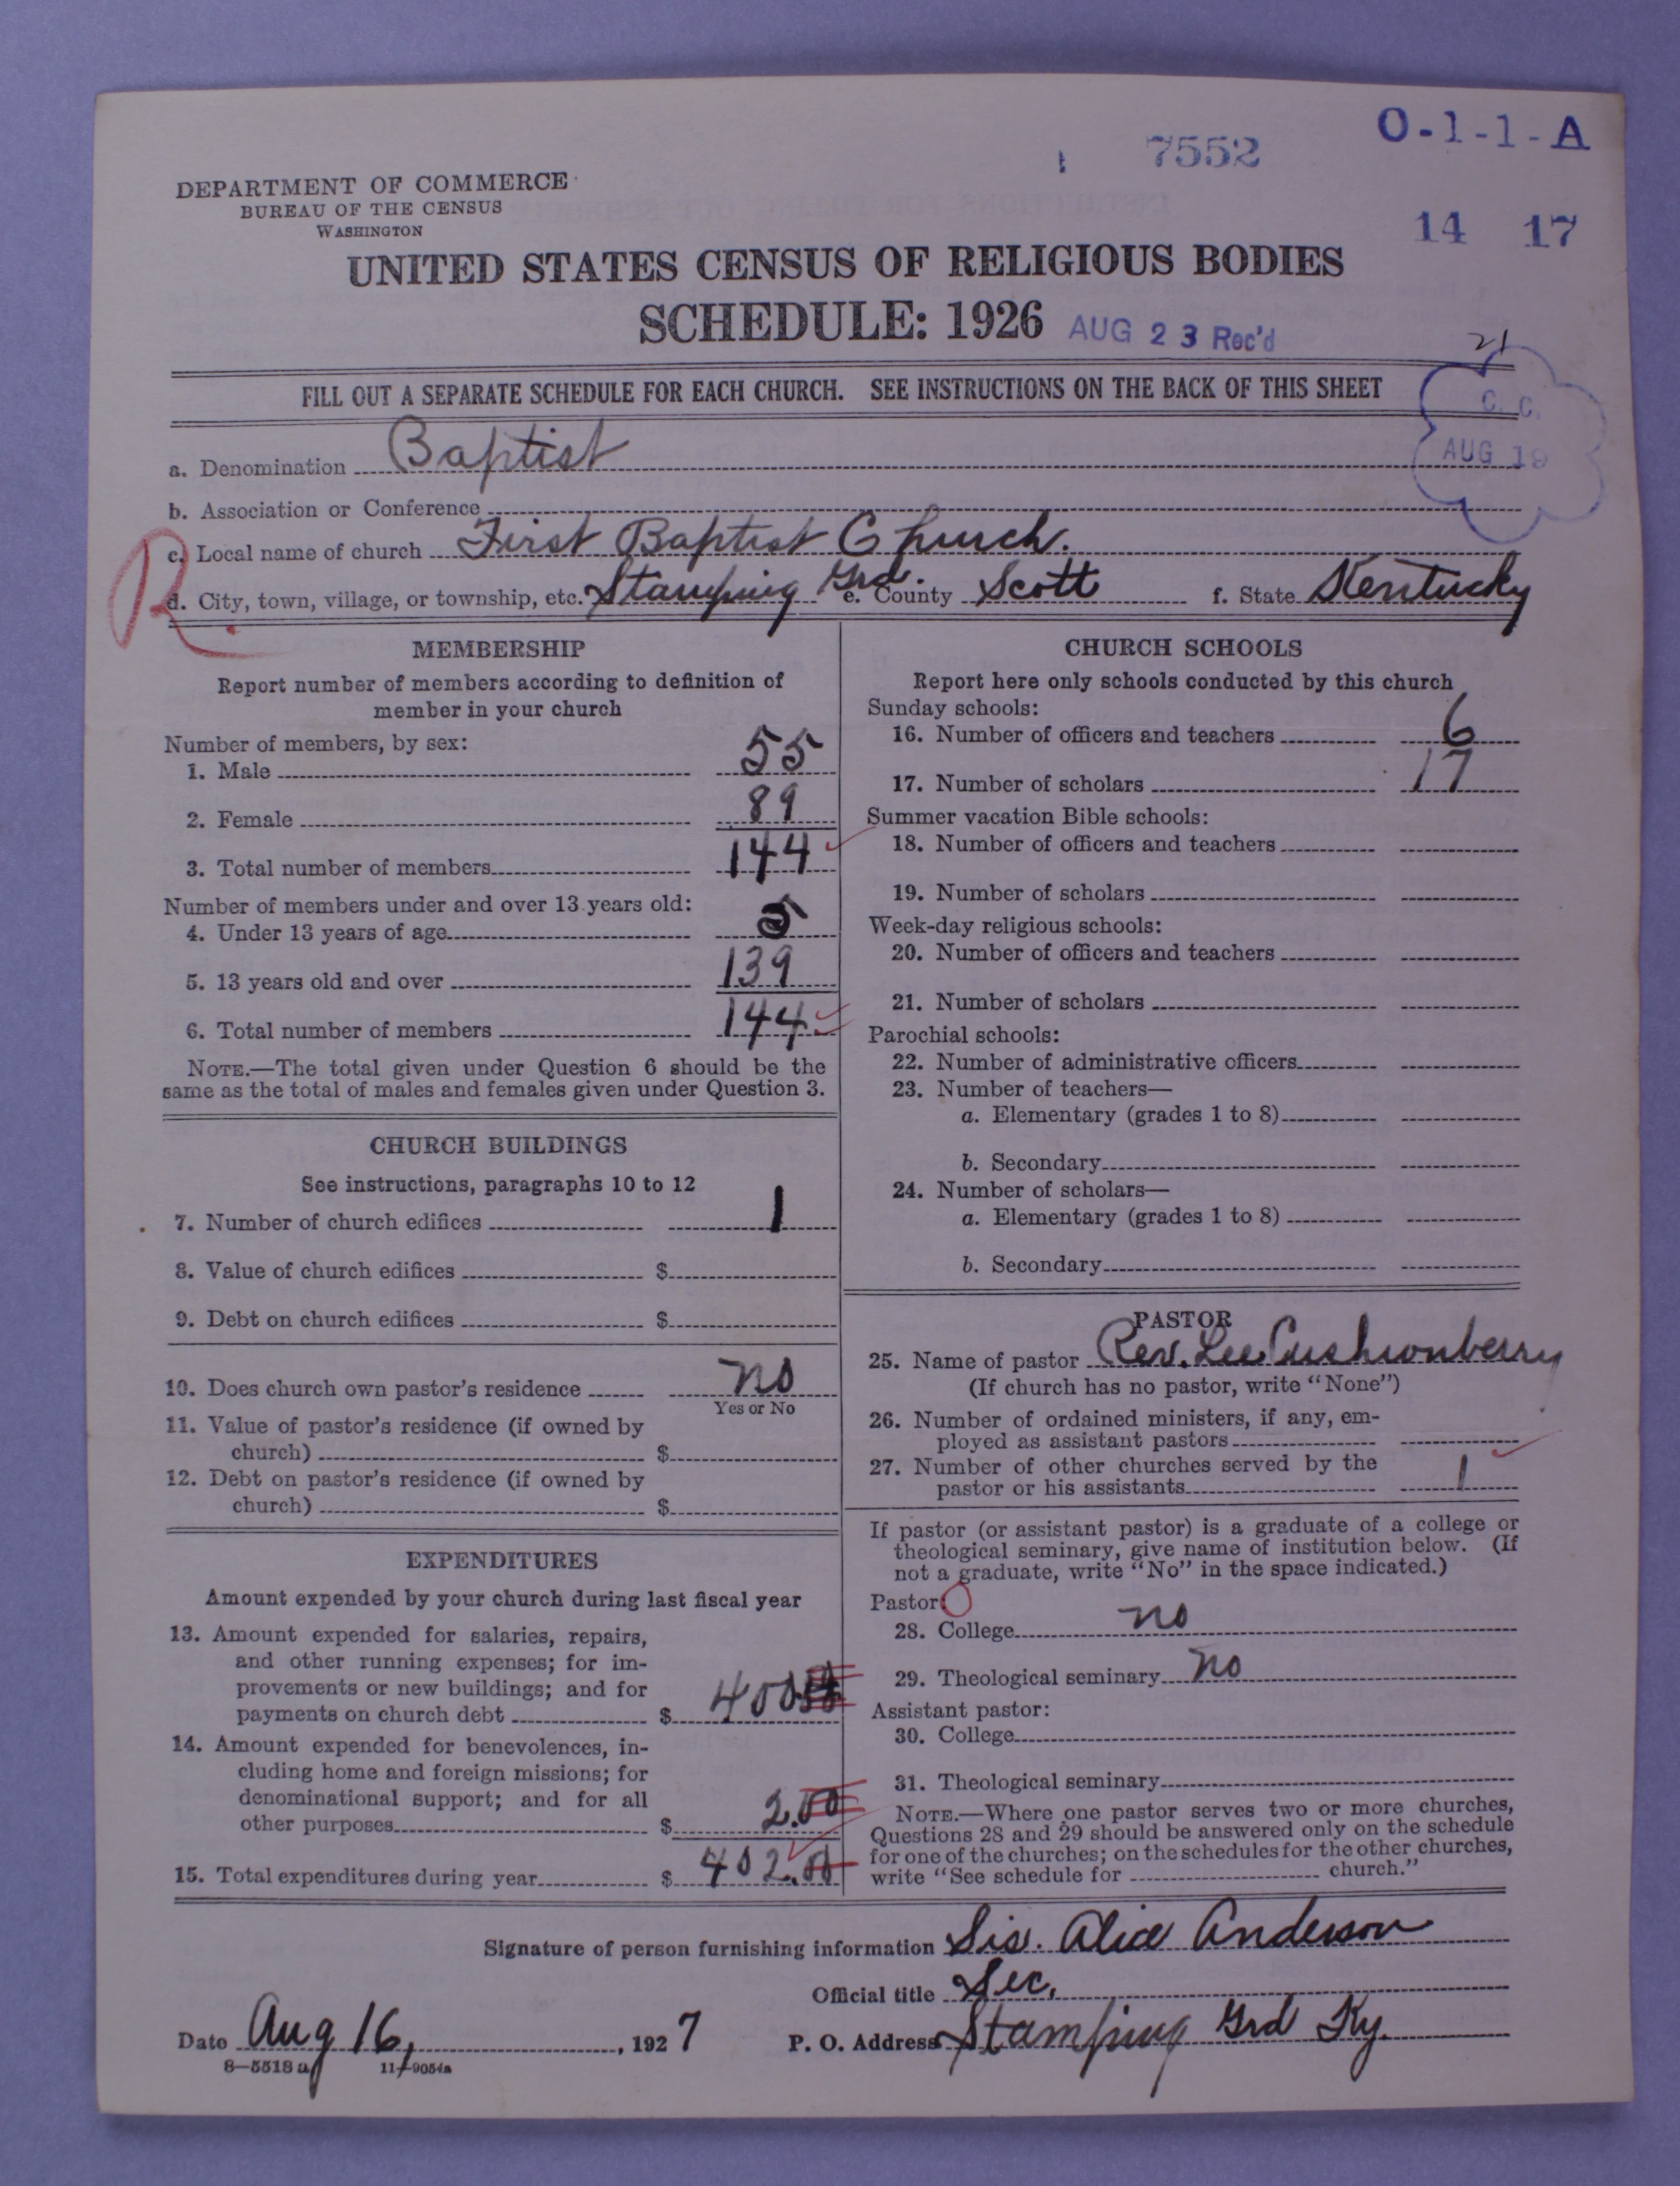 O-1-1-A
7552
DEPARTMENT OF COMMERCE
BUREAU OF THE CENSUS
WASHINGTON
14 17
UNITED STATES CENSUS OF RELIGIOUS BODIES
SCHEDULE: 1926 AUG 23 Rec'd
21
FILL OUT A SEPARATE SCHEDULE FOR EACH CHURCH. SEE INSTRUCTIONS ON THE BACK OF THIS SHEET
C. C.
AUG 19
a. Denomination Baptist
b. Association or Conference
R.
c. Local name of church First Baptist Church.
d. City, town, village, or township, etc. Stamping Grd. e. County Scott f. State Kentucky
MEMBERSHIP
Report number of members according to definition of
member in your church
Number of members, by sex:
1. Male 55
2. Female 89
3. Total number of members 144
Number of members under and over 13 years old:
4. Under 13 years of age 5
5. 13 years old and over 139
6. Total number of members 144
NOTE.—The total given under Question 6 should be the
same as the total of males and females given under Question 3.
CHURCH BUILDINGS
See instructions, paragraphs 10 to 12
7. Number of church edifices 1
8. Value of church edifices $
9. Debt on church edifices $
10. Does church own pastor's residence no
Yes or No
11. Value of pastor's residence (if owned by
church) $
12. Debt on pastor's residence (if owned by
church) $
EXPENDITURES
Amount expended by your church during last fiscal year
13. Amount expended for salaries, repairs,
and other running expenses; for im-
provements or new buildings; and for
payments on church debt $ 400
14. Amount expended for benevolences, in-
cluding home and foreign missions; for
denominational support; and for all
other purposes $ 2.00
15. Total expenditures during year $ 402.00
CHURCH SCHOOLS
Report here only schools conducted by this church
Sunday schools:
16. Number of officers and teachers 6
17. Number of scholars 17
Summer vacation Bible schools:
18. Number of officers and teachers
19. Number of scholars
Week-day religious schools:
20. Number of officers and teachers
21. Number of scholars
Parochial schools:
22. Number of administrative officers
23. Number of teachers—
a. Elementary (grades 1 to 8)
b. Secondary
24. Number of scholars—
a. Elementary (grades 1 to 8)
b. Secondary
PASTOR
25. Name of pastor Rev. Lee Cushionberry
(If church has no pastor, write "None")
26. Number of ordained ministers, if any, em-
ployed as assistant pastors
27. Number of other churches served by the
pastor or his assistants 1
If pastor (or assistant pastor) is a graduate of a college or
theological seminary, give name of institution below. (If
not a graduate, write "No" in the space indicated.)
Pastor:
28. College no
29. Theological seminary no
Assistant pastor:
30. College
31. Theological seminary
NOTE.—Where one pastor serves two or more churches,
Questions 28 and 29 should be answered only on the schedule
for one of the churches; on the schedules for the other churches,
write "See schedule for church."
Signature of person furnishing information Sis. Alice Anderson
Official title Sec.
Date Aug 16, , 1927 P. O. Address Stamping Grd Ky.
8—5518 a 11—9054a